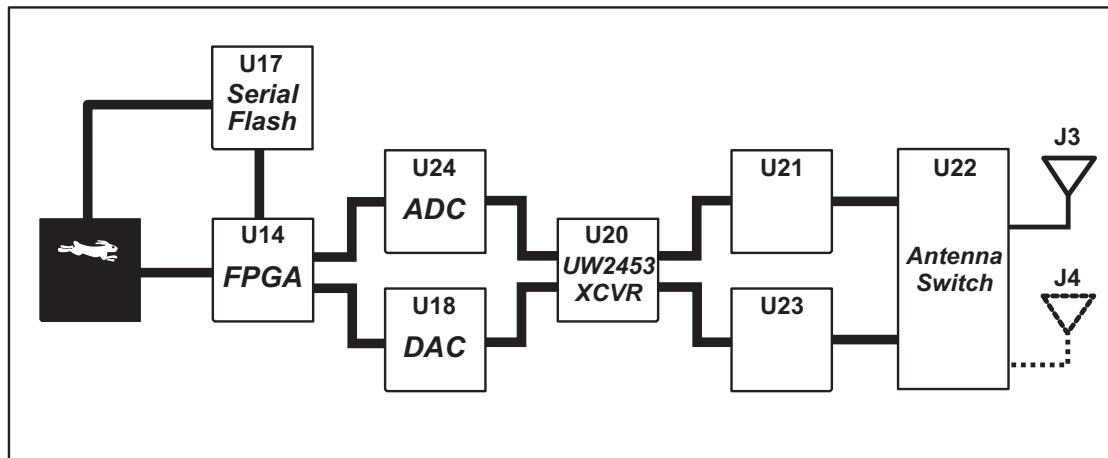 U17
Serial
Flash
U14
FPGA
U24
ADC
U18
DAC
U20
UW2453
XCVR
U21
U23
U22
Antenna
Switch
J3
J4